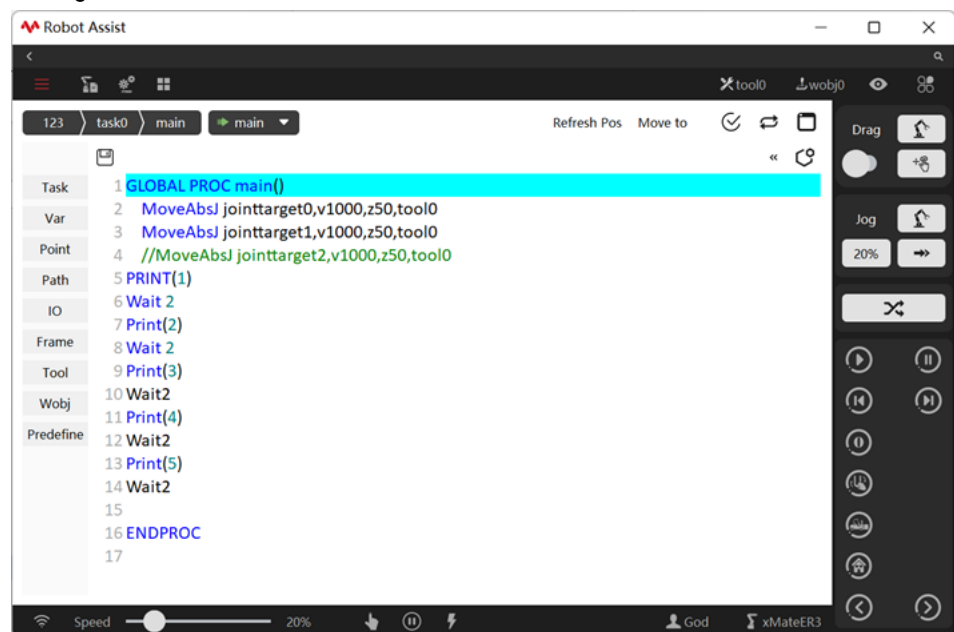 Robot Assist
tool0 wobj0
123 task0 main main Refresh Pos Move to
Drag
Task
Var
Point
Path
IO
Frame
Tool
Wobj
Predefine
1 GLOBAL PROC main()
2 MoveAbsJ jointtarget0,v1000,z50,tool0
3 MoveAbsJ jointtarget1,v1000,z50,tool0
4 //MoveAbsJ jointtarget2,v1000,z50,tool0
5 PRINT(1)
6 Wait 2
7 Print(2)
8 Wait 2
9 Print(3)
10 Wait2
11 Print(4)
12 Wait2
13 Print(5)
14 Wait2
15
16 ENDPROC
17
Jog
20%
Speed 20% God xMateER3